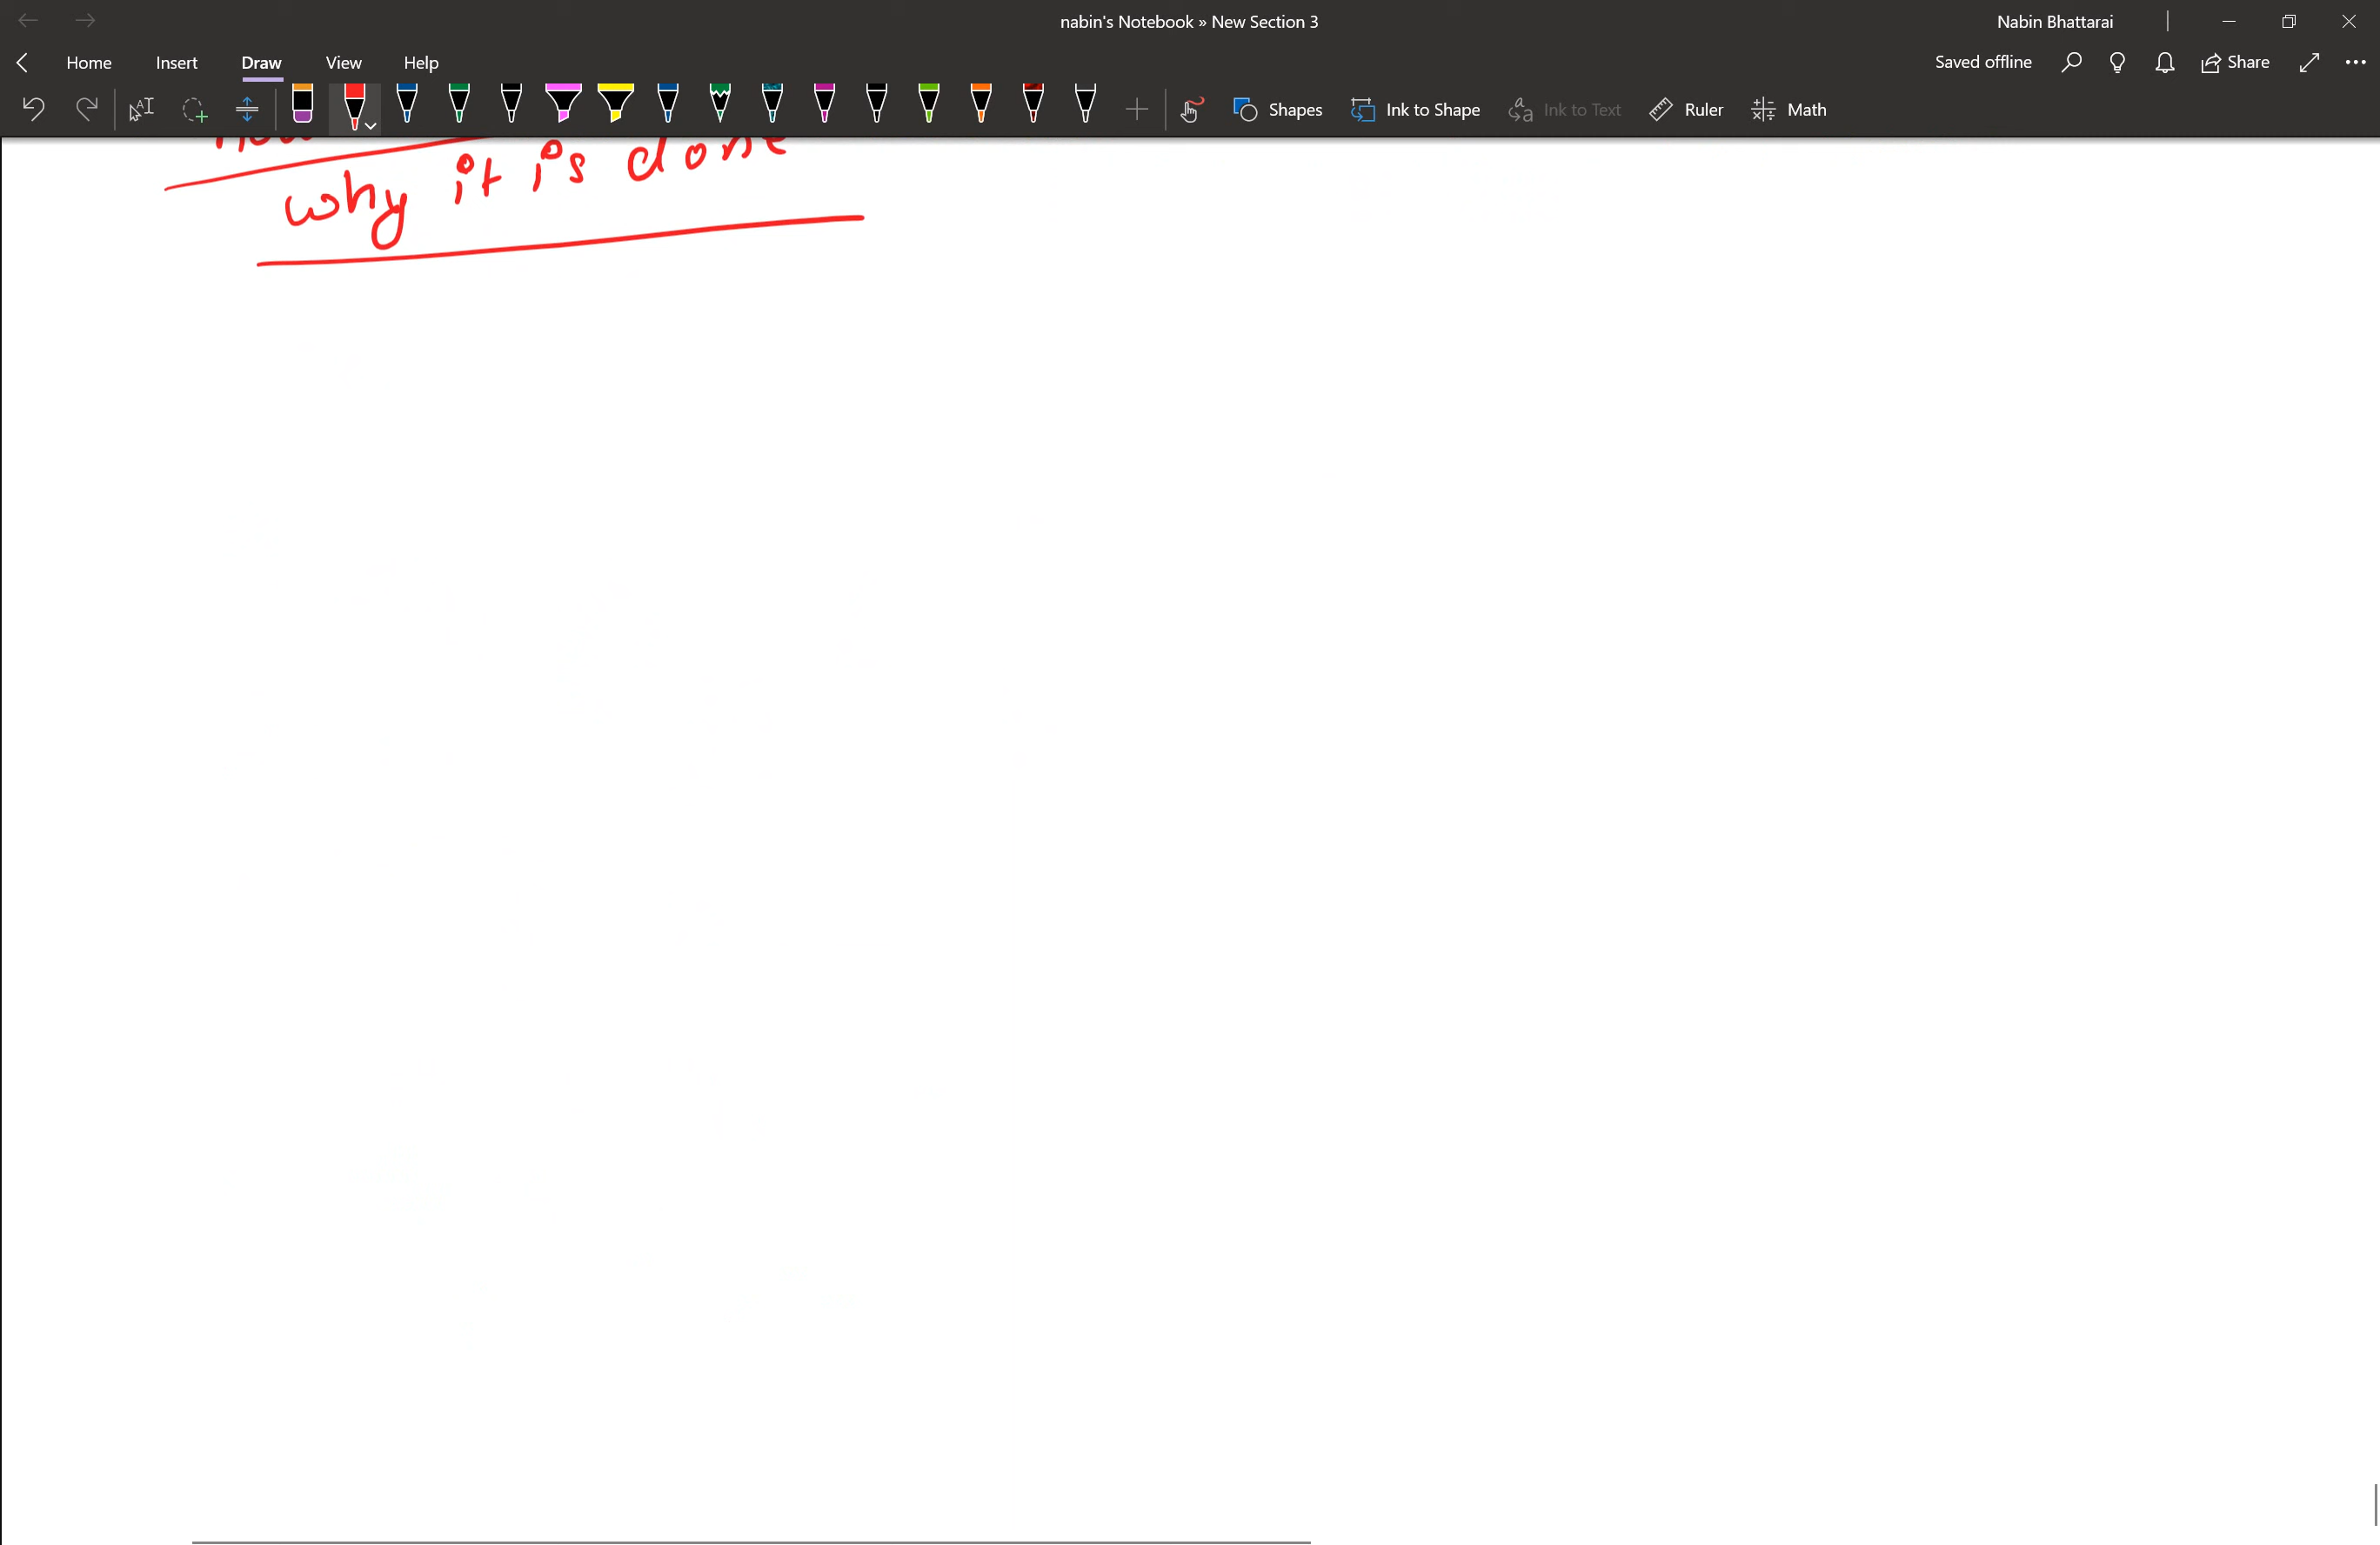 nabin's Notebook » New Section 3
Nabin Bhattarai
Home Insert Draw View Help
Saved offline
Share
Shapes Ink to Shape Ink to Text Ruler Math
why it is done